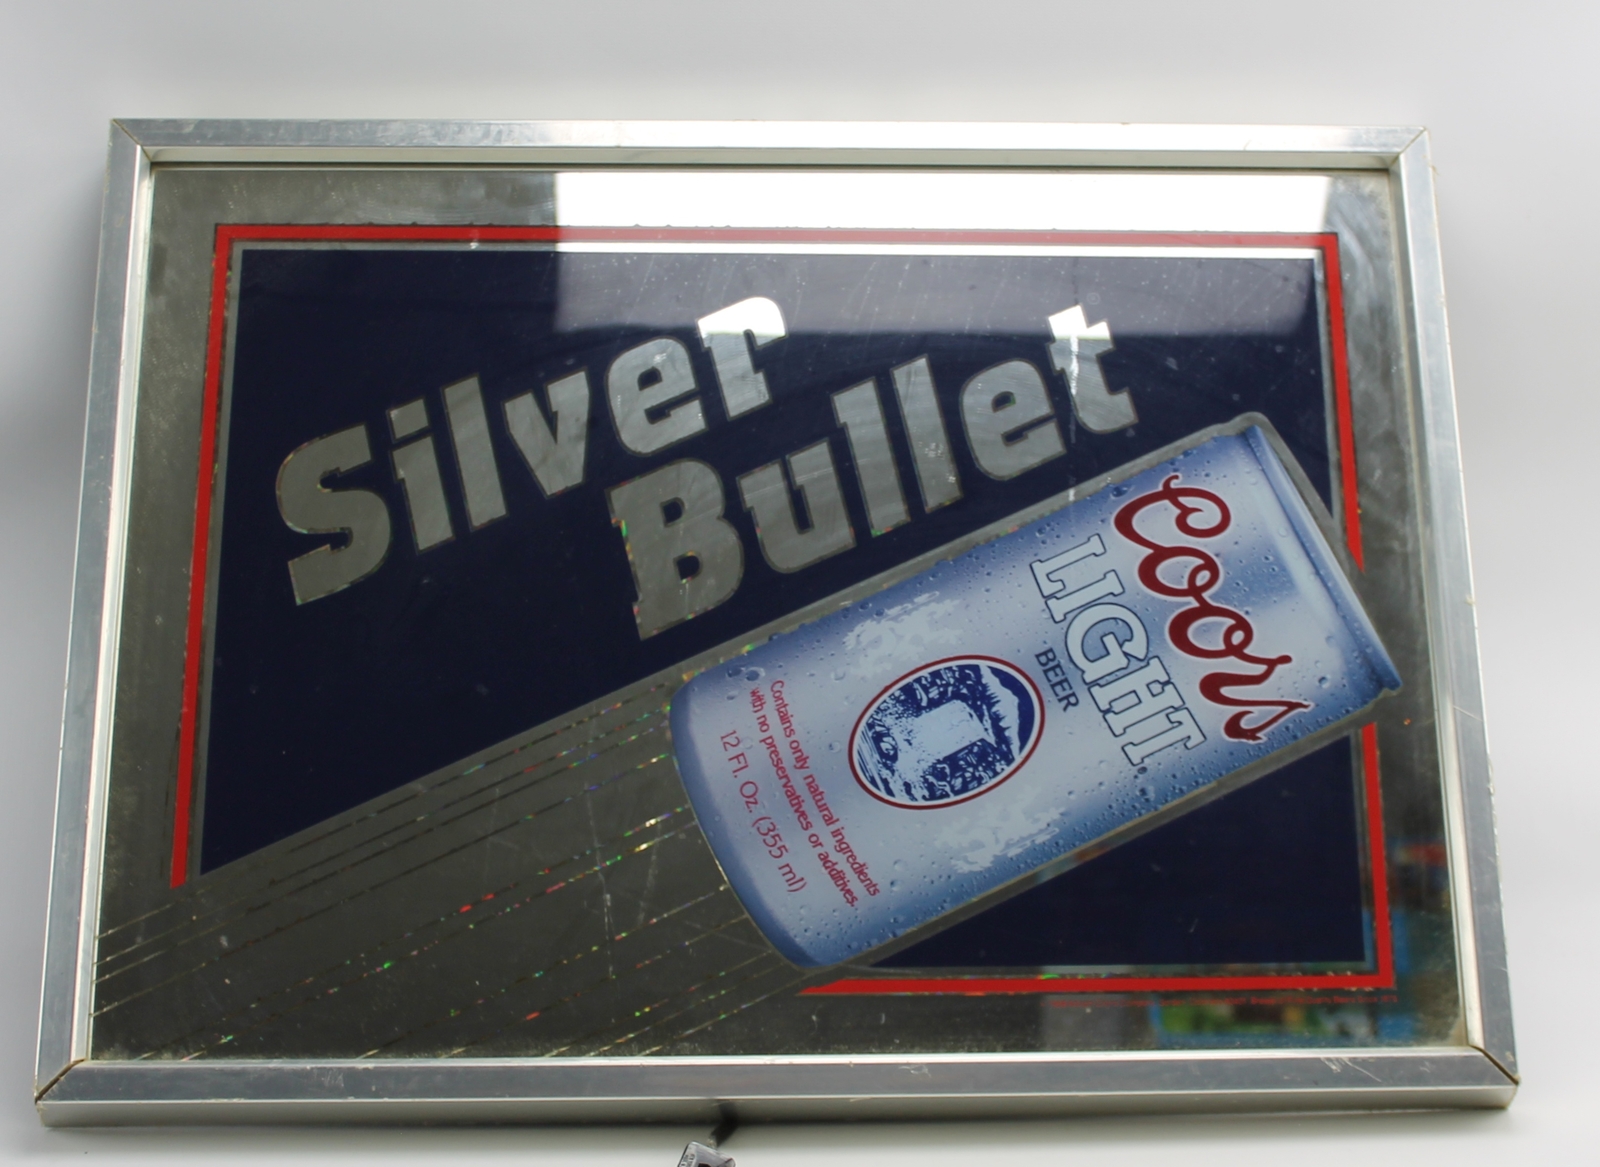 Silver
Bullet
Coors
LIGHT
BEER
Contains only natural ingredients
with no preservatives or additives.
12 Fl. Oz. (355 ml)